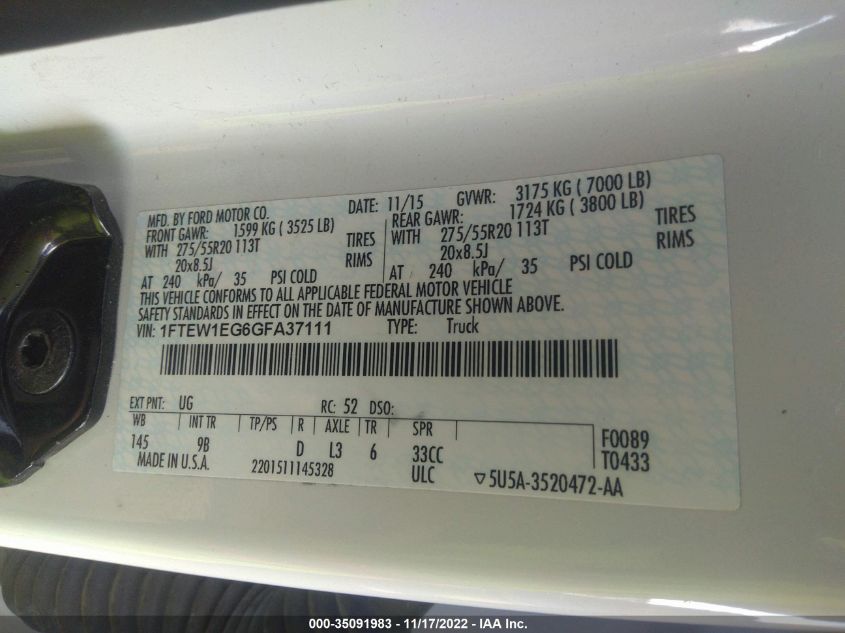 MFD. BY FORD MOTOR CO. DATE: 11/15 GVWR: 3175 KG ( 7000 LB)
FRONT GAWR: 1599 KG ( 3525 LB) REAR GAWR: 1724 KG ( 3800 LB)
WITH 275/55R20 113T TIRES WITH 275/55R20 113T TIRES
20x8.5J RIMS 20x8.5J RIMS
AT 240 kPa/ 35 PSI COLD AT 240 kPa/ 35 PSI COLD
THIS VEHICLE CONFORMS TO ALL APPLICABLE FEDERAL MOTOR VEHICLE
SAFETY STANDARDS IN EFFECT ON THE DATE OF MANUFACTURE SHOWN ABOVE.
VIN: 1FTEW1EG6GFA37111 TYPE: Truck
EXT PNT: UG RC: 52 DSO:
WB INT TR TP/PS R AXLE TR SPR
145 9B D L3 6 33CC F0089
MADE IN U.S.A. 2201511145328 ULC T0433
▽5U5A-3520472-AA
000-35091983 - 11/17/2022 - IAA Inc.